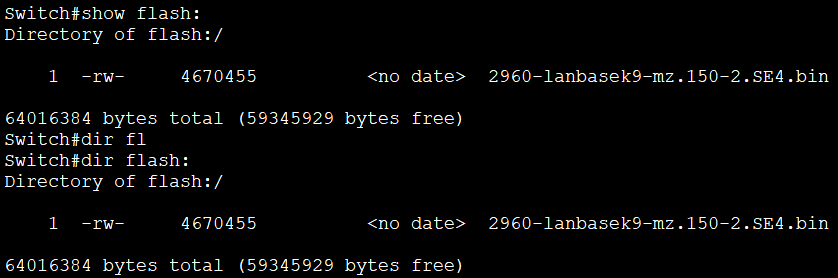 Switch#show flash:
Directory of flash:/
1 -rw- 4670455 <no date> 2960-lanbasek9-mz.150-2.SE4.bin
64016384 bytes total (59345929 bytes free)
Switch#dir fl
Switch#dir flash:
Directory of flash:/
1 -rw- 4670455 <no date> 2960-lanbasek9-mz.150-2.SE4.bin
64016384 bytes total (59345929 bytes free)